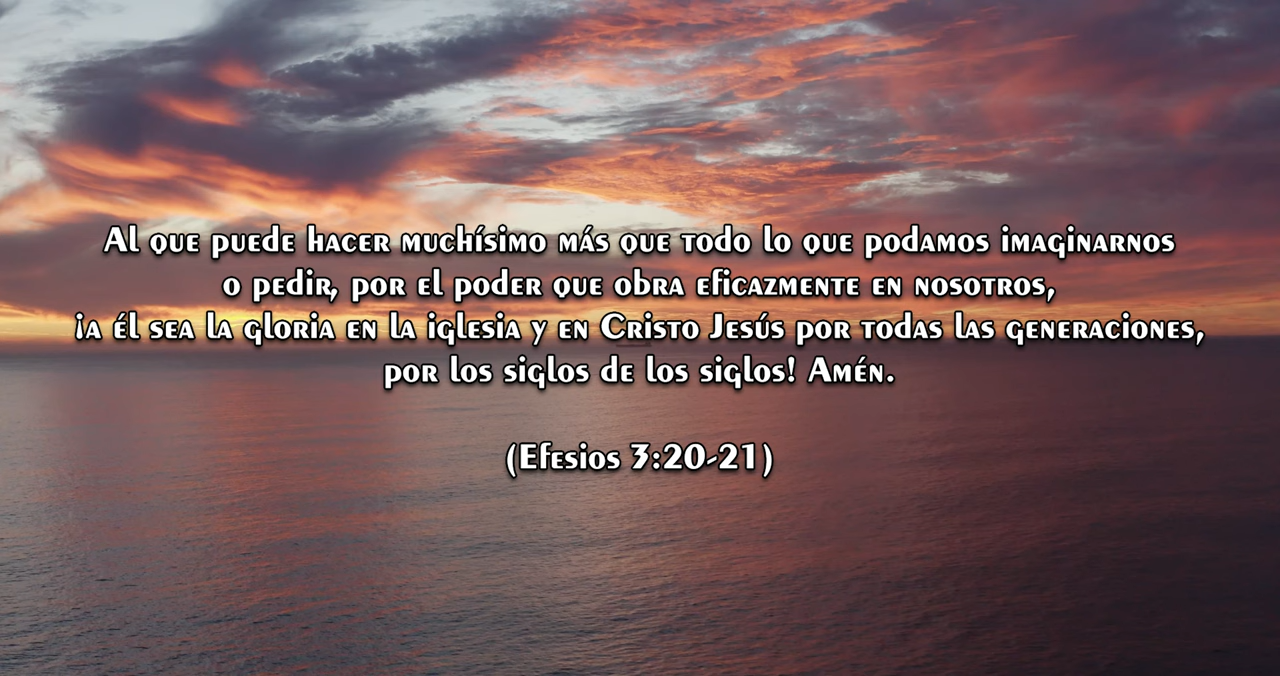 Al que puede hacer muchísimo más que todo lo que podamos imaginarnos
o pedir, por el poder que obra eficazmente en nosotros,
¡a él sea la gloria en la iglesia y en Cristo Jesús por todas las generaciones,
por los siglos de los siglos! Amén.
(Efesios 3:20-21)